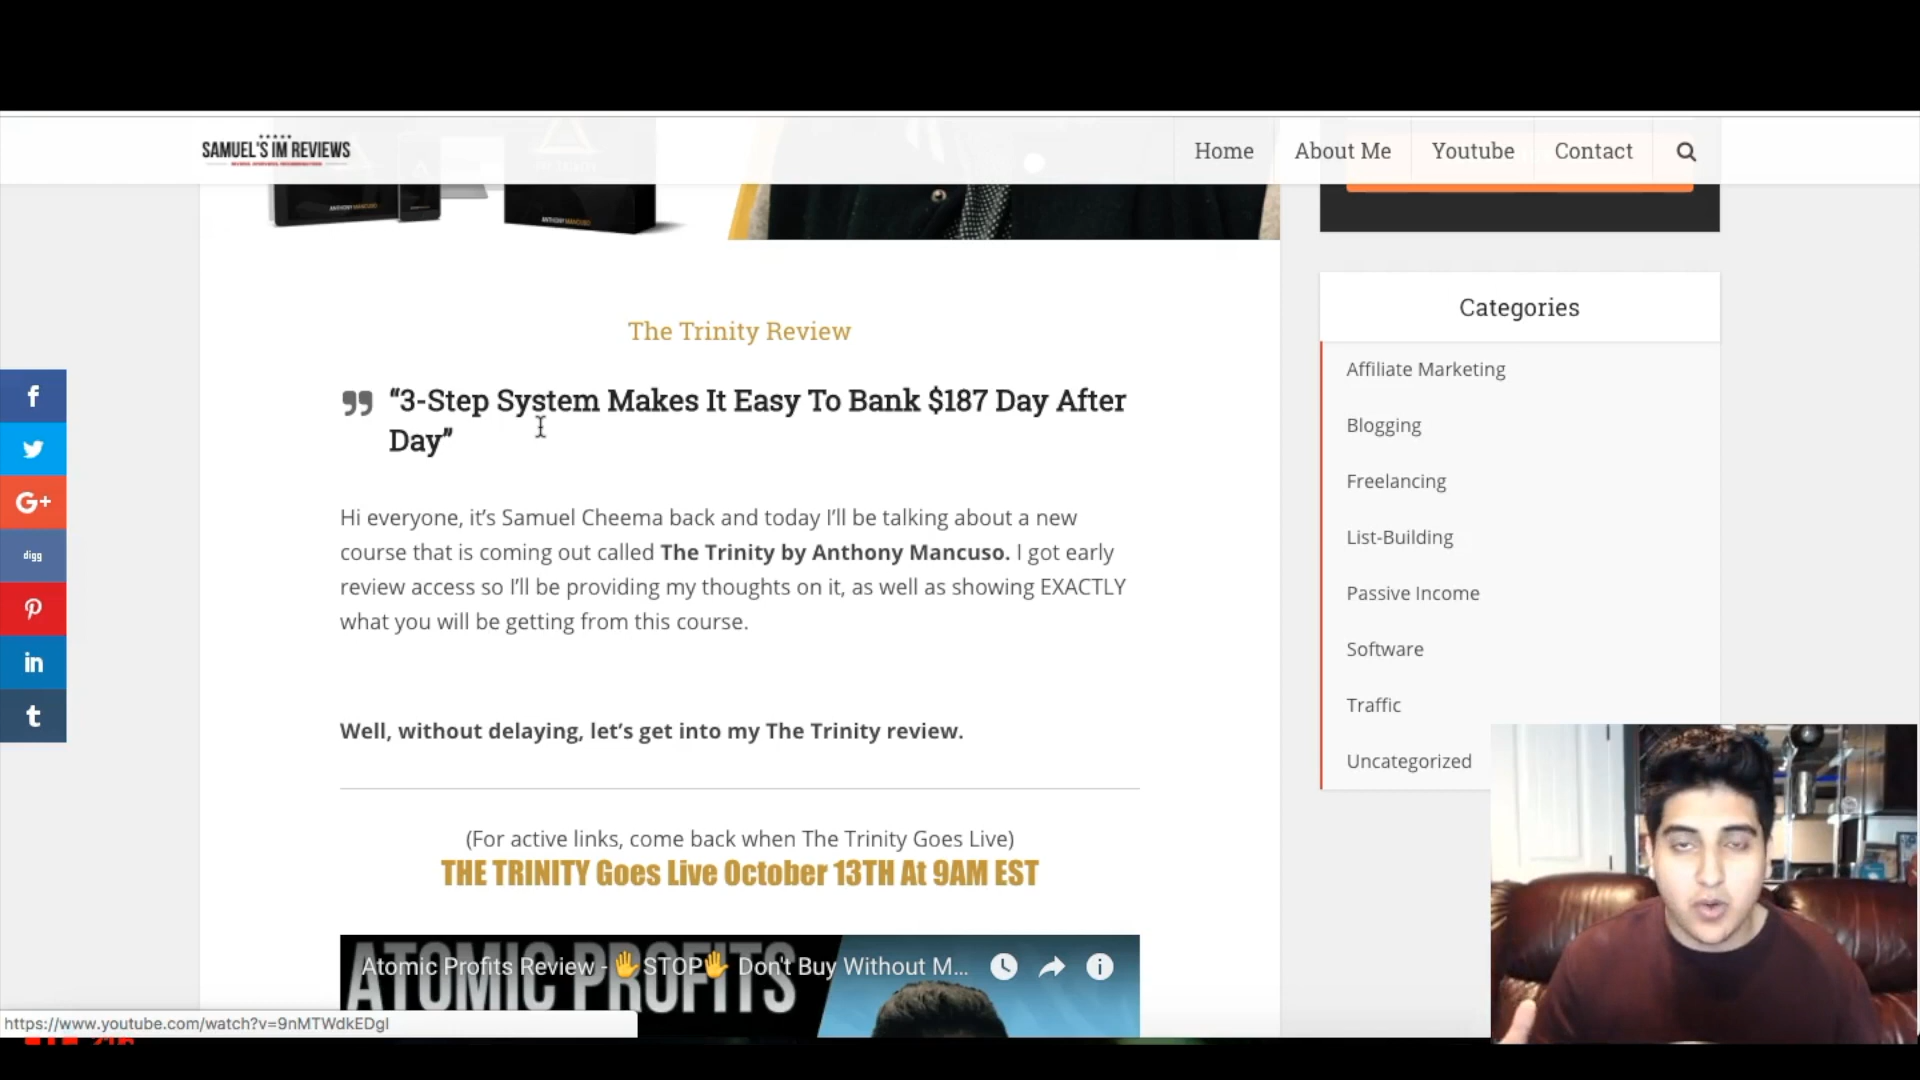 SAMUEL'S IM REVIEWS
Home
About Me
Youtube
Contact
ANTHONY MANCUSO
ANTHONY MANCUSO
The Trinity Review
“3-Step System Makes It Easy To Bank $187 Day After
Day”
Hi everyone, it’s Samuel Cheema back and today I’ll be talking about a new
course that is coming out called The Trinity by Anthony Mancuso. I got early
review access so I’ll be providing my thoughts on it, as well as showing EXACTLY
what you will be getting from this course.
Well, without delaying, let’s get into my The Trinity review.
(For active links, come back when The Trinity Goes Live)
THE TRINITY Goes Live October 13TH At 9AM EST
ATOMIC PROFITS
Atomic Profits Review - ✋STOP✋ Don't Buy Without M...
Categories
Affiliate Marketing
Blogging
Freelancing
List-Building
Passive Income
Software
Traffic
Uncategorized
f
G+
digg
in
t
https://www.youtube.com/watch?v=9nMTWdkEDgI